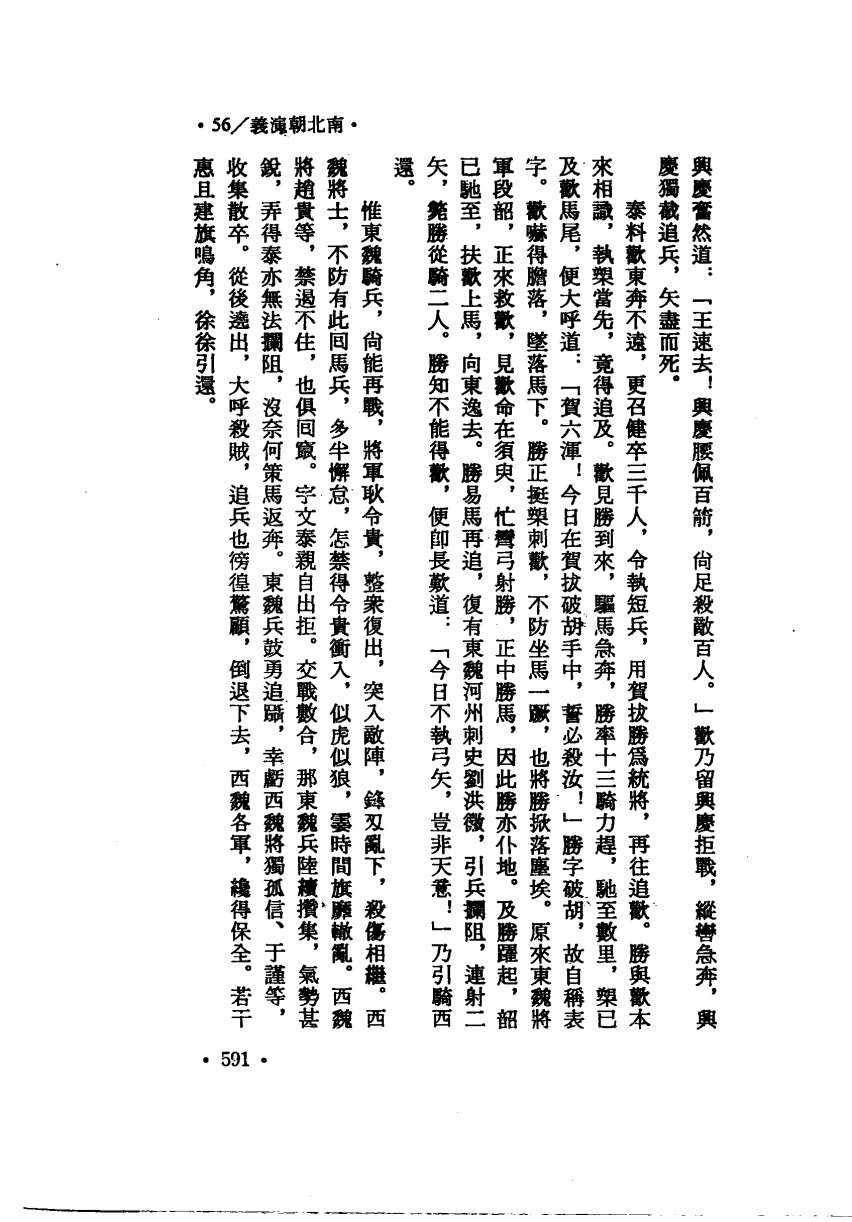 •56／義演朝北南•
興慶奮然道：「王速去！興慶腰佩百箭，尙足殺敵百人。」歡乃留興慶拒戰，縱轡急奔，興
慶獨截追兵，矢盡而死。
泰料歡東奔不遠，更召健卒三千人，令執短兵，用賀拔勝爲統將，再往追歡。勝與歡本
來相識，執槊當先，竟得追及。歡見勝到來，驅馬急奔，勝率十三騎力趕，馳至數里，槊已
及歡馬尾，便大呼道：「賀六渾！今日在賀拔破胡手中，誓必殺汝！」勝字破胡，故自稱表
字。歡嚇得膽落，墜落馬下。勝正挺槊刺歡，不防坐馬一蹶，也將勝掀落塵埃。原來東魏將
軍段韶，正來救歡，見歡命在須臾，忙彎弓射勝，正中勝馬，因此勝亦仆地。及勝躍起，韶
已馳至，扶歡上馬，向東逸去。勝易馬再追，復有東魏河州刺史劉洪徽，引兵攔阻，連射二
矢，斃勝從騎二人。勝知不能得歡，便卽長歎道：「今日不執弓矢，豈非天意！」乃引騎西
還。
惟東魏騎兵，尙能再戰，將軍耿令貴，整衆復出，突入敵陣，鋒刄亂下，殺傷相繼。西
魏將士，不防有此囘馬兵，多半懈怠，怎禁得令貴衝入，似虎似狼，霎時間旗靡轍亂。西魏
將趙貴等，禁遏不住，也俱囘竄。宇文泰親自出拒。交戰數合，那東魏兵陸續攢集，氣勢甚
銳，弄得泰亦無法攔阻，沒奈何策馬返奔。東魏兵鼓勇追躡，幸虧西魏將獨孤信、于謹等，
收集散卒。從後邊出，大呼殺賊，追兵也徬徨驚顧，倒退下去，西魏各軍，纔得保全。若干
惠且建旗鳴角，徐徐引還。
•591•